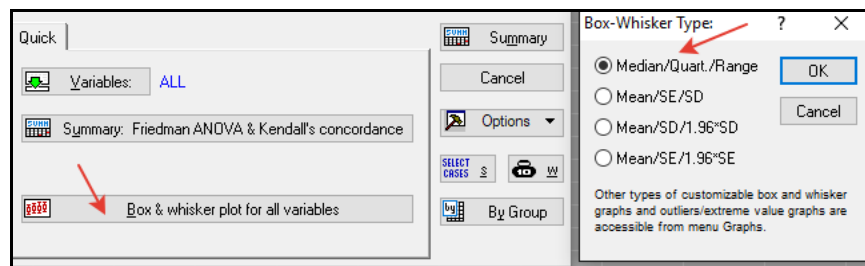 Quick
Variables: ALL
Summary: Friedman ANOVA & Kendall's concordance
Box & whisker plot for all variables
SUMM Summary
Cancel
Options
SELECT CASES S W
By Group
Box-Whisker Type: ? X
Median/Quart./Range OK
Mean/SE/SD
Cancel
Mean/SD/1.96*SD
Mean/SE/1.96*SE
Other types of customizable box and whisker
graphs and outliers/extreme value graphs are
accessible from menu Graphs.